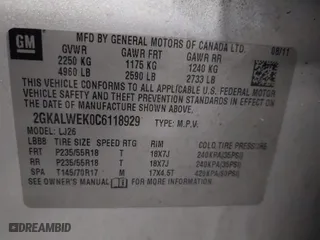 GM
MFD BY GENERAL MOTORS OF CANADA LTD.
08/11
GVWR GAWR FRT GAWR RR
2250 KG 1175 KG 1240 KG
4960 LB 2590 LB 2733 LB
THIS VEHICLE CONFORMS TO ALL APPLICABLE U.S. FEDERAL
MOTOR VEHICLE SAFETY AND THEFT PREVENTION STANDARDS
IN EFFECT ON THE DATE OF MANUFACTURE SHOWN ABOVE.
2GKALWEK0C6118929 TYPE: M.P.V.
MODEL: LJ26
TIRE SIZE SPEED RTG RIM COLD TIRE PRESSURE
FRT P235/55R18 T 18X7J 240KPA(35PSI)
RR P235/55R18 T 18X7J 240KPA(35PSI)
SPA T145/70R17 M 17X4.5T 420KPA(60PSI)
SEE OWNER'S MANUAL FOR ADDITIONAL INFORMATION
DREAMBID